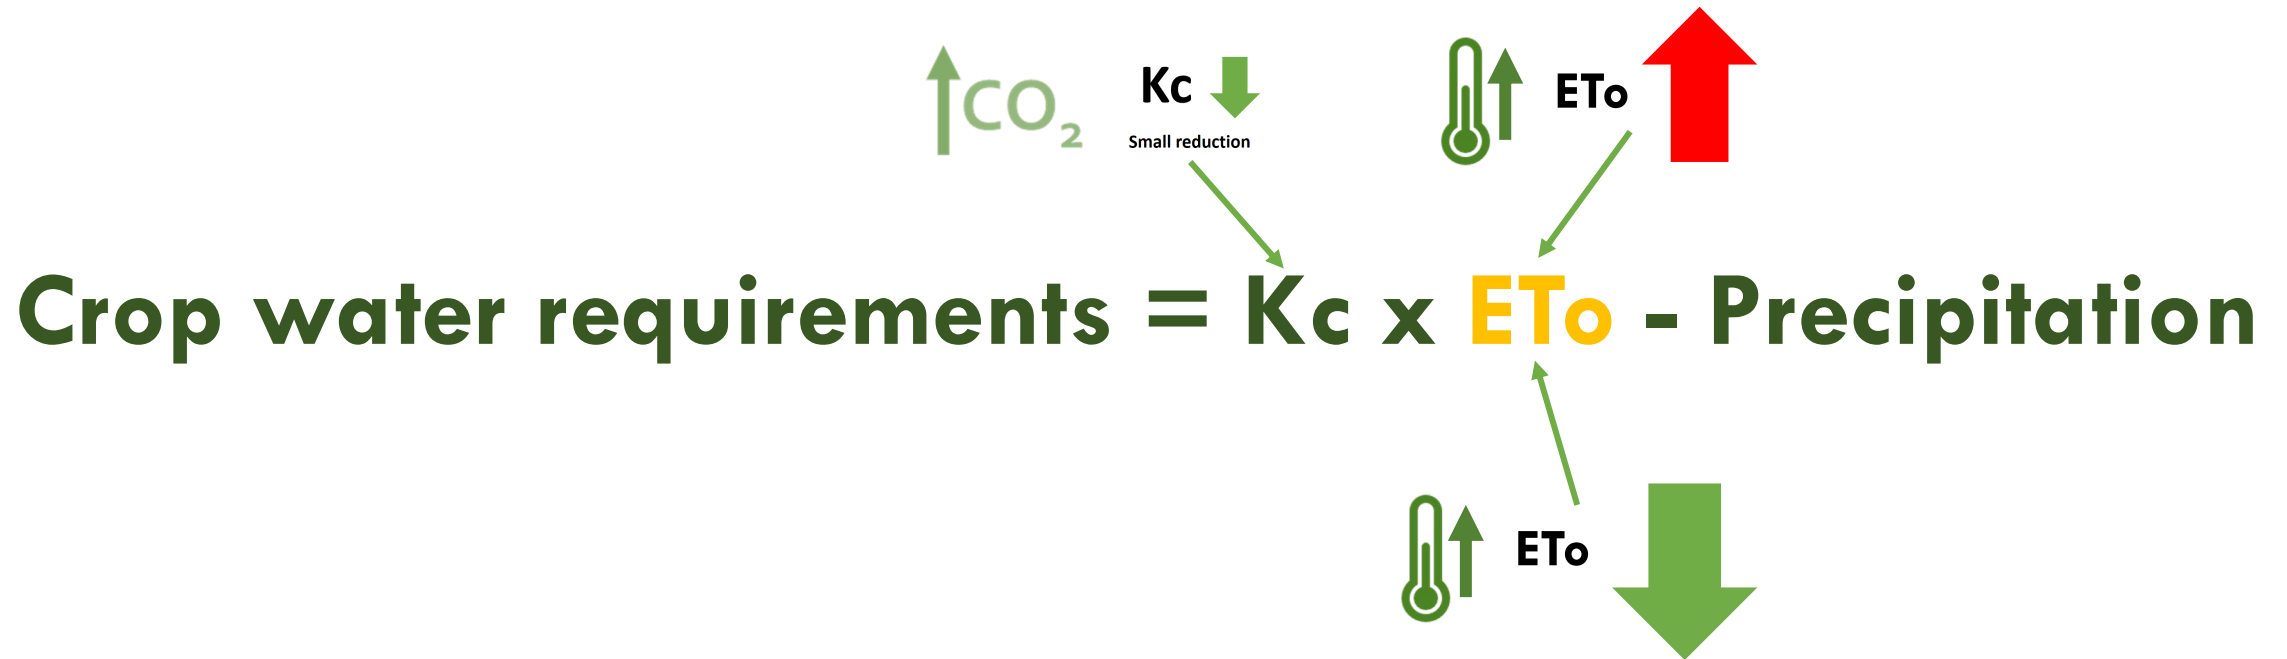 CO₂
Kc
Small reduction
ETo
Crop water requirements = Kc x ETo - Precipitation
ETo